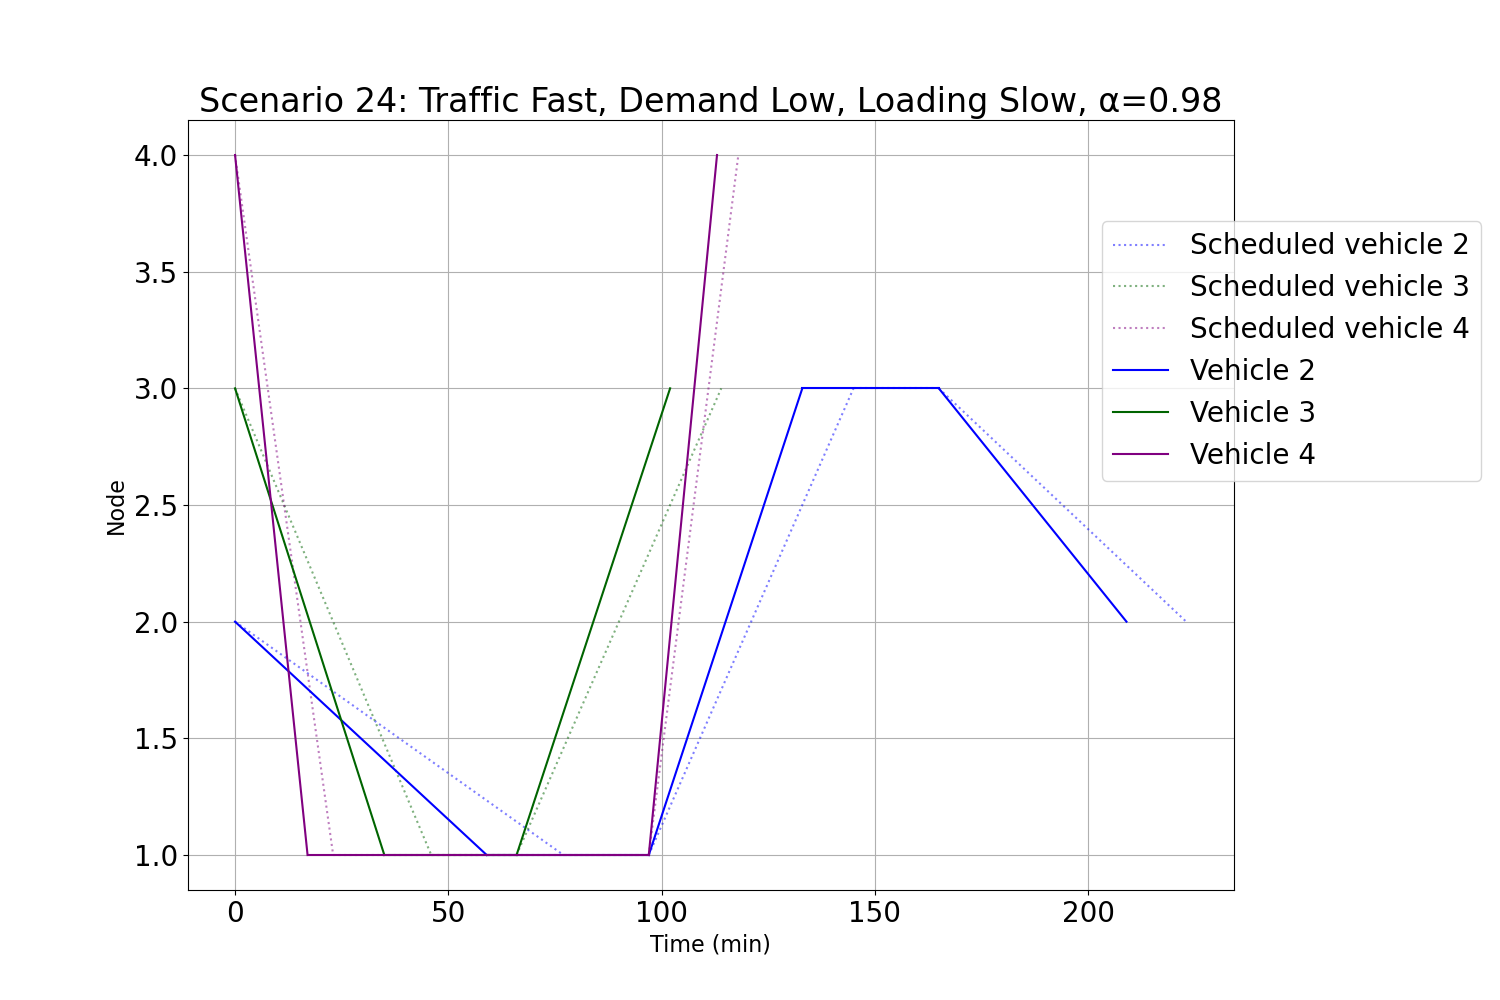 Scenario 24: Traffic Fast, Demand Low, Loading Slow, α=0.98
4.0
3.5
3.0
2.5
2.0
1.5
1.0
Node
0 50 100 150 200
Time (min)
Scheduled vehicle 2
Scheduled vehicle 3
Scheduled vehicle 4
Vehicle 2
Vehicle 3
Vehicle 4